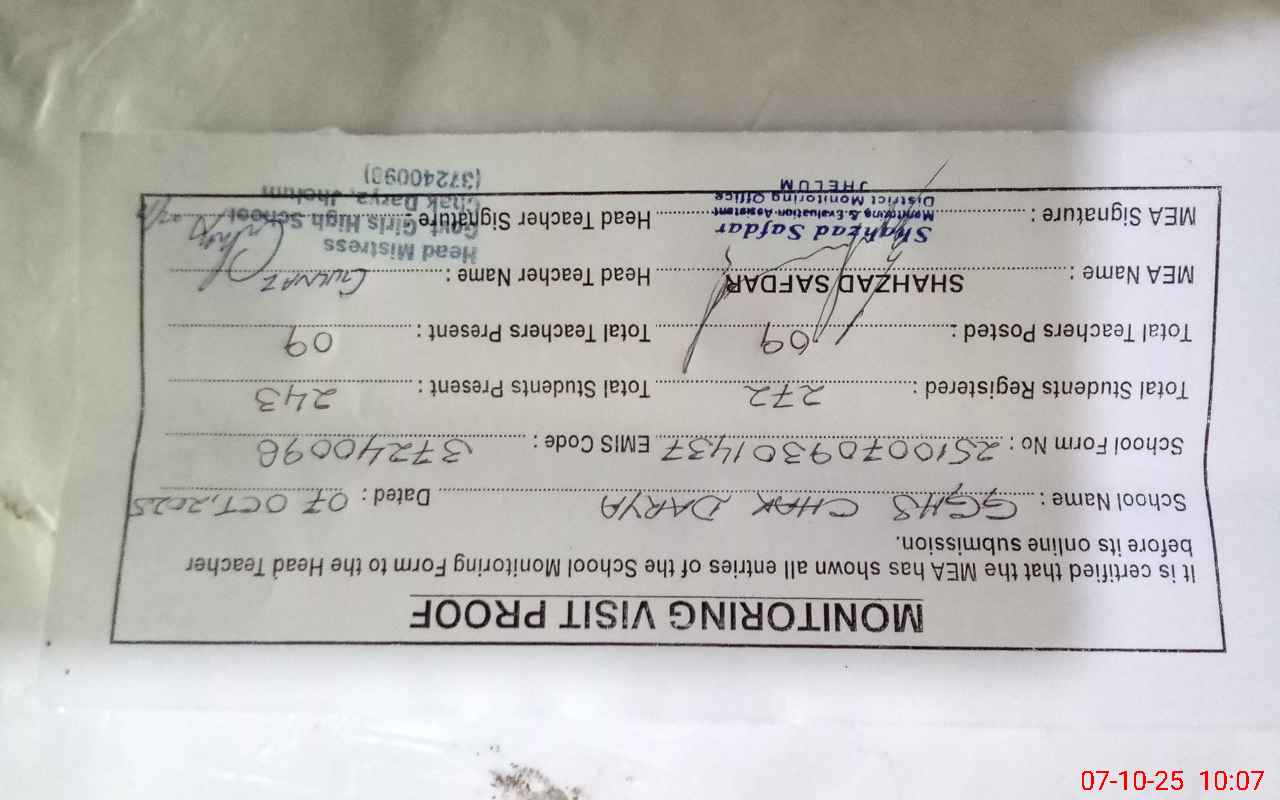 MONITORING VISIT PROOF
It is certified that the MEA has shown all entries of the School Monitoring Form to the Head Teacher
before its online submission.
School Name : GGHS CHAK DARYA Dated : 07 OCT, 2025
School Form No : 25100709301437 EMIS Code : 37240098
Total Students Registered : 272 Total Students Present : 243
Total Teachers Posted : 09 Total Teachers Present : 09
MEA Name : SHAHZAD SAFDAR Head Teacher Name : GULNAZ
MEA Signature : Head Teacher Signature :
Shahzad Safdar
Monitoring & Evaluation Assistant
District Monitoring Office
JHELUM
Head Mistress
Govt. Girls High School
Chak Darya, Jhelum
(37240098)
07-10-25 10:07